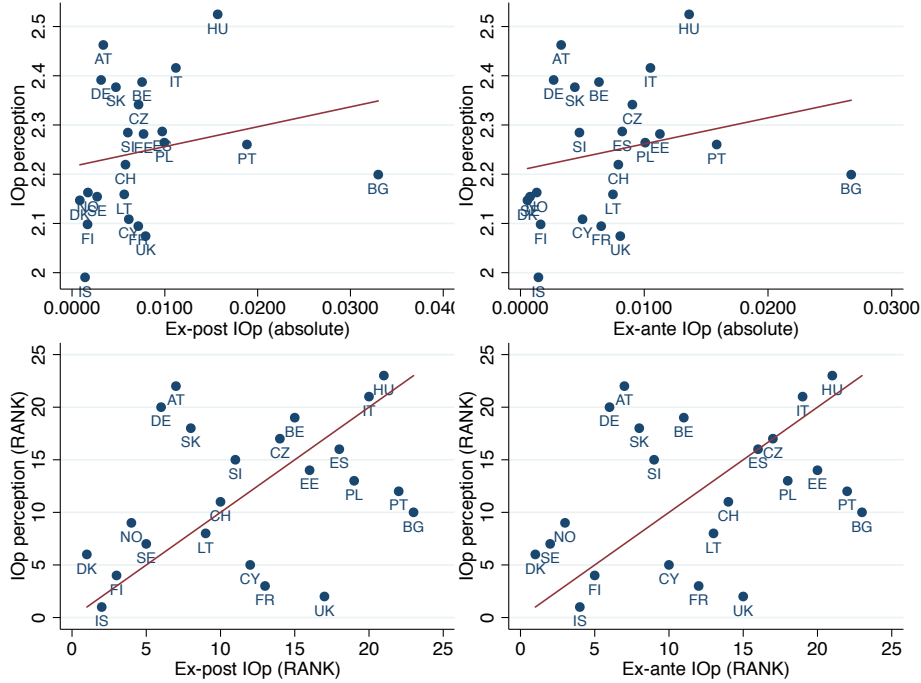 IOp perception
2.5
2.4
2.3
2.2
2.1
2
HU
AT
IT
DE
SK
BE
CZ
SI
EE
ES
PL
PT
CH
BG
NO
DK
SE
LT
FI
CY
FR
UK
IS
0.0000
0.0100
0.0200
0.0300
0.0400
Ex-post IOp (absolute)
IOp perception
2.5
2.4
2.3
2.2
2.1
2
HU
AT
IT
DE
SK
BE
CZ
SI
ES
EE
PL
PT
CH
BG
NO
SE
DK
LT
FI
CY
FR
UK
IS
0.0000
0.0100
0.0200
0.0300
Ex-ante IOp (absolute)
IOp perception (RANK)
25
20
15
10
5
0
HU
AT
IT
DE
BE
SK
CZ
ES
SI
EE
PL
PT
CH
BG
NO
LT
SE
DK
CY
FI
FR
UK
IS
0
5
10
15
20
25
Ex-post IOp (RANK)
IOp perception (RANK)
25
20
15
10
5
0
HU
AT
IT
DE
BE
SK
CZ
ES
SI
EE
PL
PT
CH
BG
NO
LT
SE
DK
CY
FI
FR
UK
IS
0
5
10
15
20
25
Ex-ante IOp (RANK)